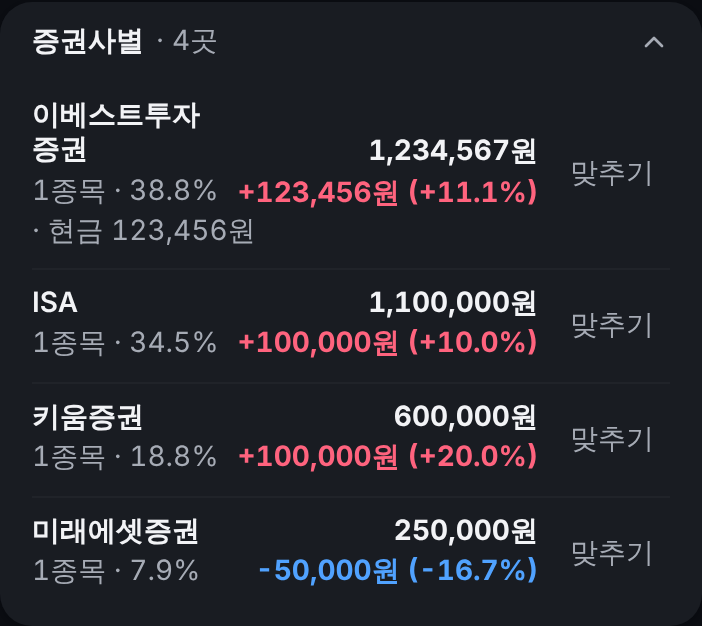 증권사별 · 4곳
이베스트투자
증권
1,234,567원
1종목 · 38.8% +123,456원 (+11.1%)
· 현금 123,456원
맞추기
ISA 1,100,000원
1종목 · 34.5% +100,000원 (+10.0%)
맞추기
키움증권 600,000원
1종목 · 18.8% +100,000원 (+20.0%)
맞추기
미래에셋증권 250,000원
1종목 · 7.9% -50,000원 (-16.7%)
맞추기